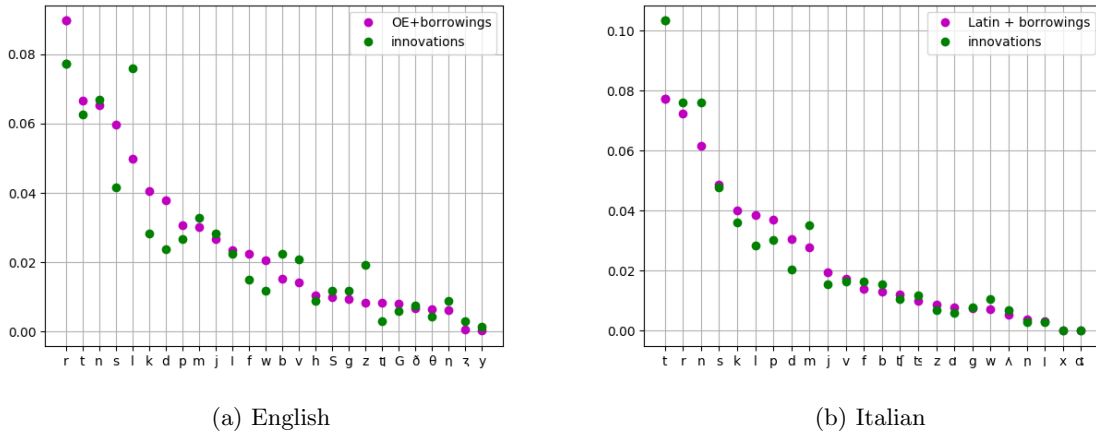 OE+borrowings
innovations
0.08
0.06
0.04
0.02
0.00
r t n s l k d p m j l f w b v h S g z ʧ G ð θ η ʒ y
(a) English
Latin + borrowings
innovations
0.10
0.08
0.06
0.04
0.02
0.00
t r n s k l p d m j v f b ʧ ʦ z g w ʎ n x
(b) Italian